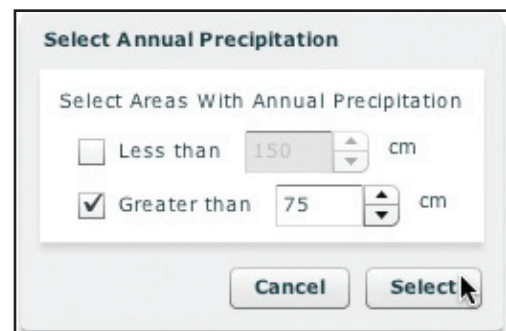 Select Annual Precipitation
Select Areas With Annual Precipitation
Less than 150 cm
Greater than 75 cm
Cancel Select